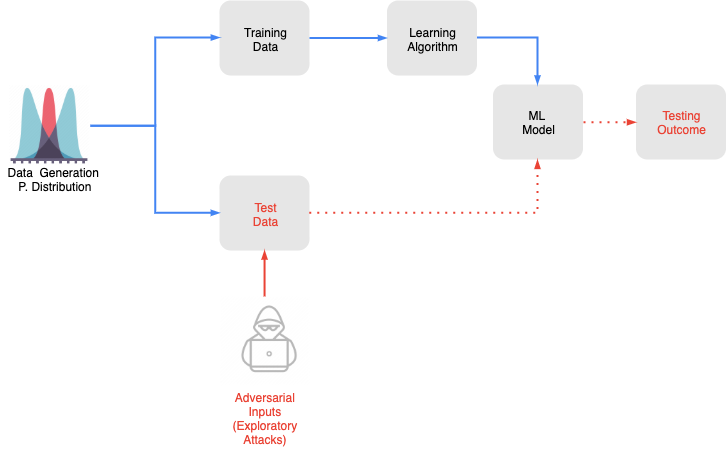 Training
Data
Learning
Algorithm
ML
Model
Testing
Outcome
Data Generation
P. Distribution
Test
Data
Adversarial
Inputs
(Exploratory
Attacks)